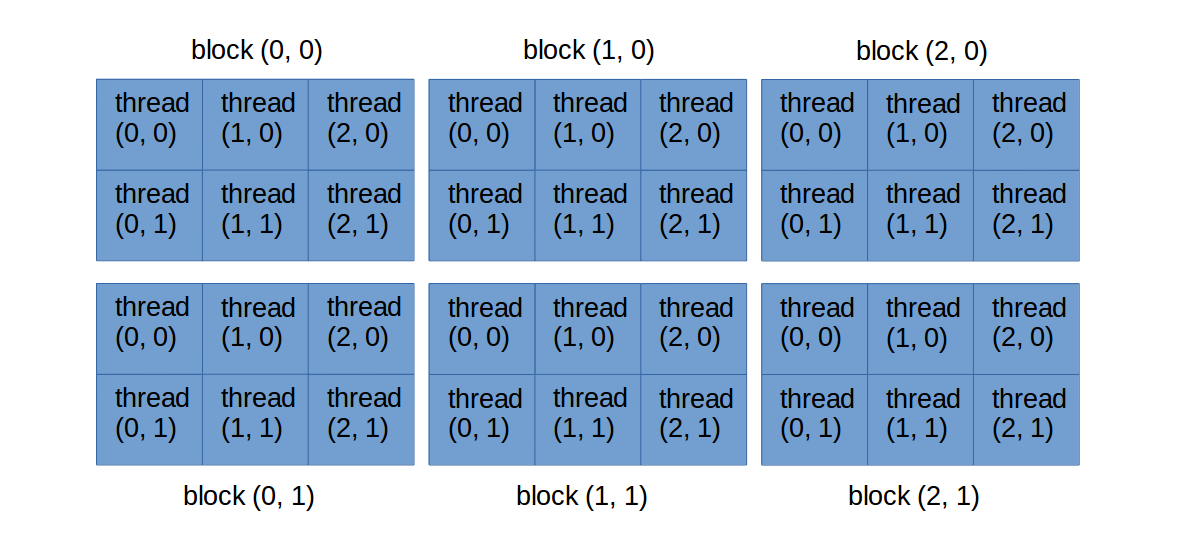 block (0, 0) block (1, 0) block (2, 0)
thread thread thread thread thread thread thread thread thread
(0, 0) (1, 0) (2, 0) (0, 0) (1, 0) (2, 0) (0, 0) (1, 0) (2, 0)
thread thread thread thread thread thread thread thread thread
(0, 1) (1, 1) (2, 1) (0, 1) (1, 1) (2, 1) (0, 1) (1, 1) (2, 1)
thread thread thread thread thread thread thread thread thread
(0, 0) (1, 0) (2, 0) (0, 0) (1, 0) (2, 0) (0, 0) (1, 0) (2, 0)
thread thread thread thread thread thread thread thread thread
(0, 1) (1, 1) (2, 1) (0, 1) (1, 1) (2, 1) (0, 1) (1, 1) (2, 1)
block (0, 1) block (1, 1) block (2, 1)